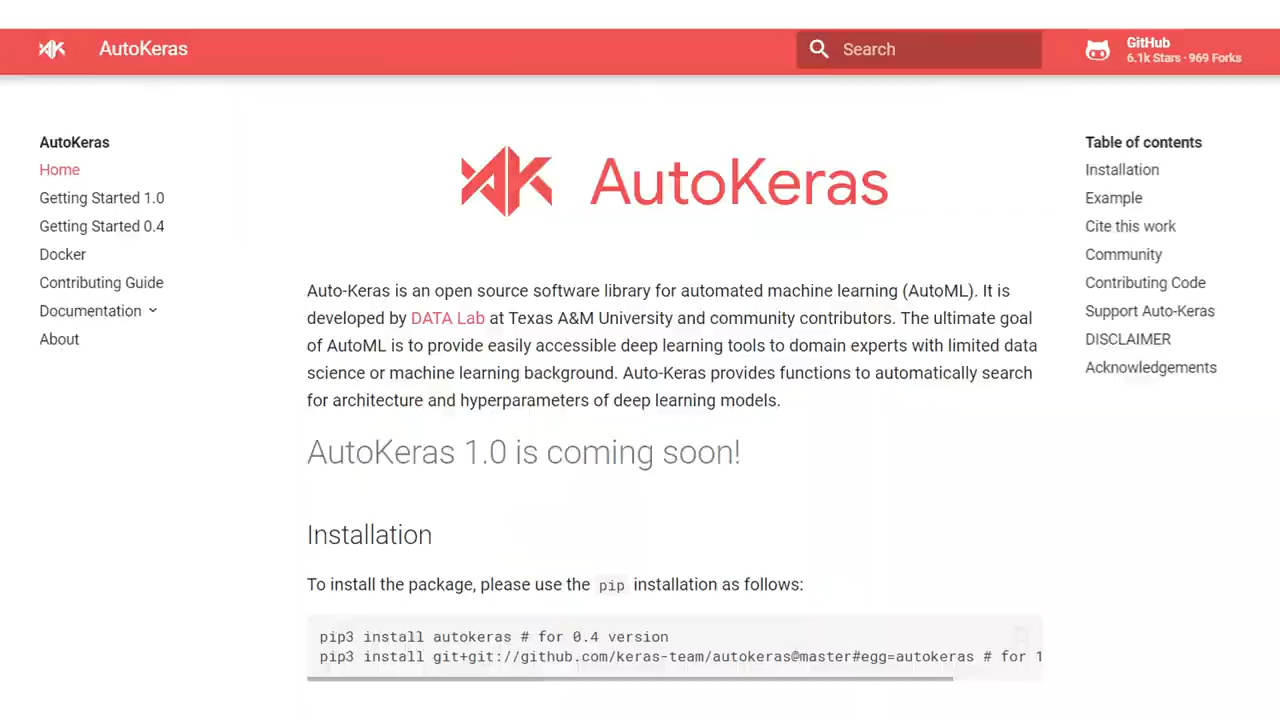 AutoKeras
Search
GitHub
6.1k Stars · 969 Forks
AutoKeras
Home
Getting Started 1.0
Getting Started 0.4
Docker
Contributing Guide
Documentation
About
AutoKeras
Auto-Keras is an open source software library for automated machine learning (AutoML). It is
developed by DATA Lab at Texas A&M University and community contributors. The ultimate goal
of AutoML is to provide easily accessible deep learning tools to domain experts with limited data
science or machine learning background. Auto-Keras provides functions to automatically search
for architecture and hyperparameters of deep learning models.
AutoKeras 1.0 is coming soon!
Installation
To install the package, please use the pip installation as follows:
pip3 install autokeras # for 0.4 version
pip3 install git+git://github.com/keras-team/autokeras@master#egg=autokeras # for 1
Table of contents
Installation
Example
Cite this work
Community
Contributing Code
Support Auto-Keras
DISCLAIMER
Acknowledgements